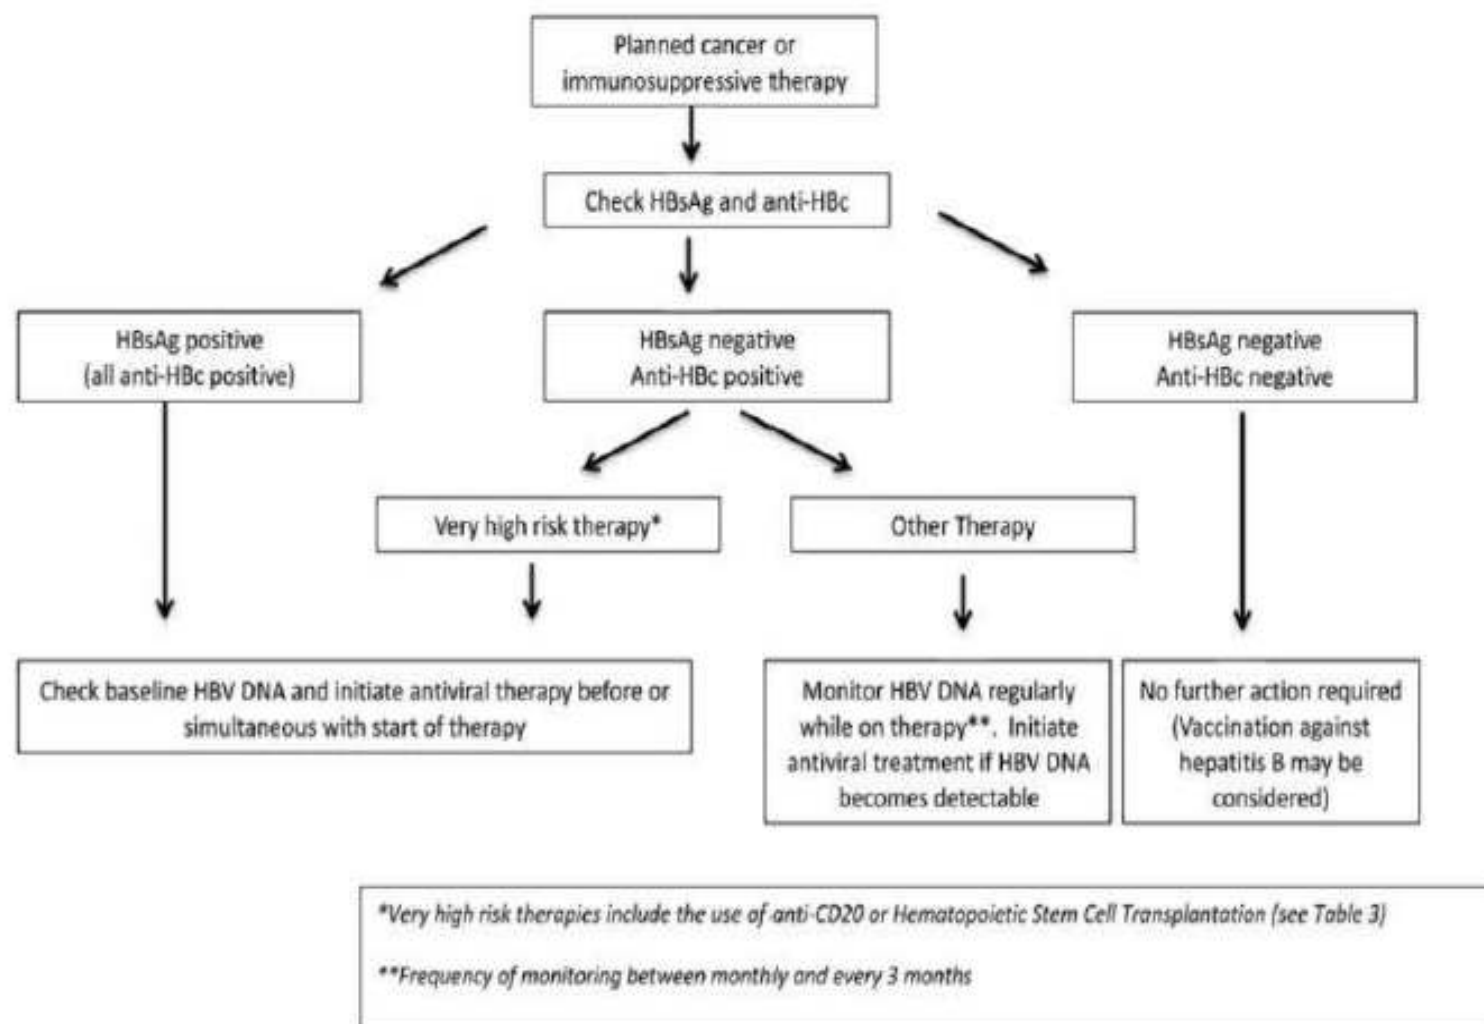 Planned cancer or
immunosuppressive therapy
Check HBsAg and anti-HBc
HBsAg positive
(all anti-HBc positive)
HBsAg negative
Anti-HBc positive
HBsAg negative
Anti-HBc negative
Very high risk therapy*
Other Therapy
Check baseline HBV DNA and initiate antiviral therapy before or
simultaneous with start of therapy
Monitor HBV DNA regularly
while on therapy**. Initiate
antiviral treatment if HBV DNA
becomes detectable
No further action required
(Vaccination against
hepatitis B may be
considered)
*Very high risk therapies include the use of anti-CD20 or Hematopoietic Stem Cell Transplantation (see Table 3)
**Frequency of monitoring between monthly and every 3 months